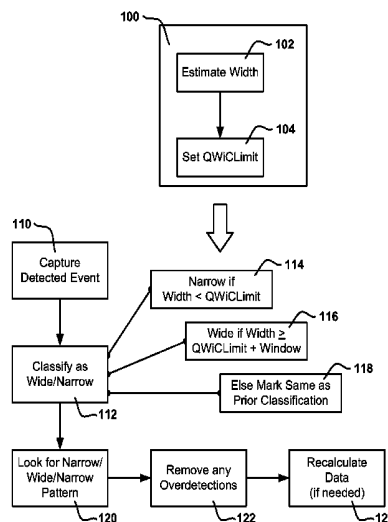 100
102
Estimate Width
104
Set QWiCLimit
110
Capture
Detected Event
114
Narrow if
Width < QWiCLimit
116
Wide if Width ≥
QWiCLimit + Window
118
Else Mark Same as
Prior Classification
Classify as
Wide/Narrow
112
Look for Narrow/
Wide/Narrow
Pattern
120
Remove any
Overdetections
122
Recalculate
Data
(if needed)
12